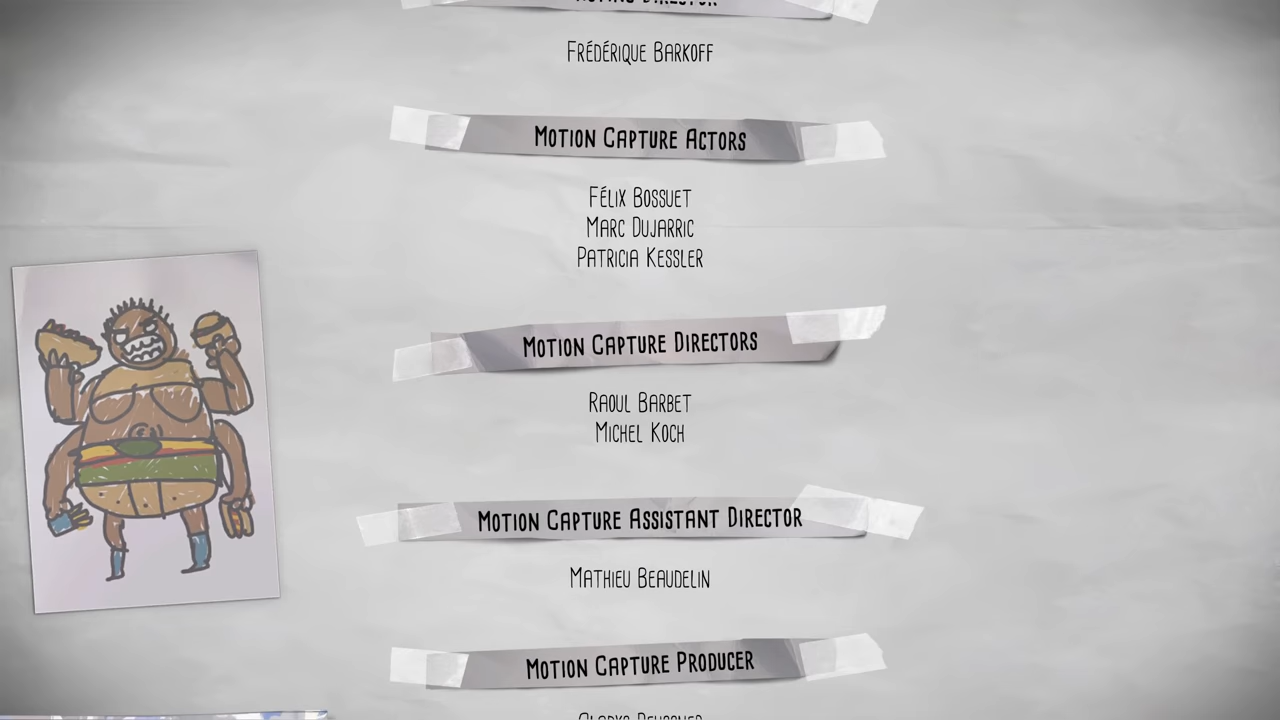 Frédérique Barkoff
Motion Capture Actors
Félix Bossuet
Marc Dujarric
Patricia Kessler
Motion Capture Directors
Raoul Barbet
Michel Koch
Motion Capture Assistant Director
Mathieu Beaudelin
Motion Capture Producer